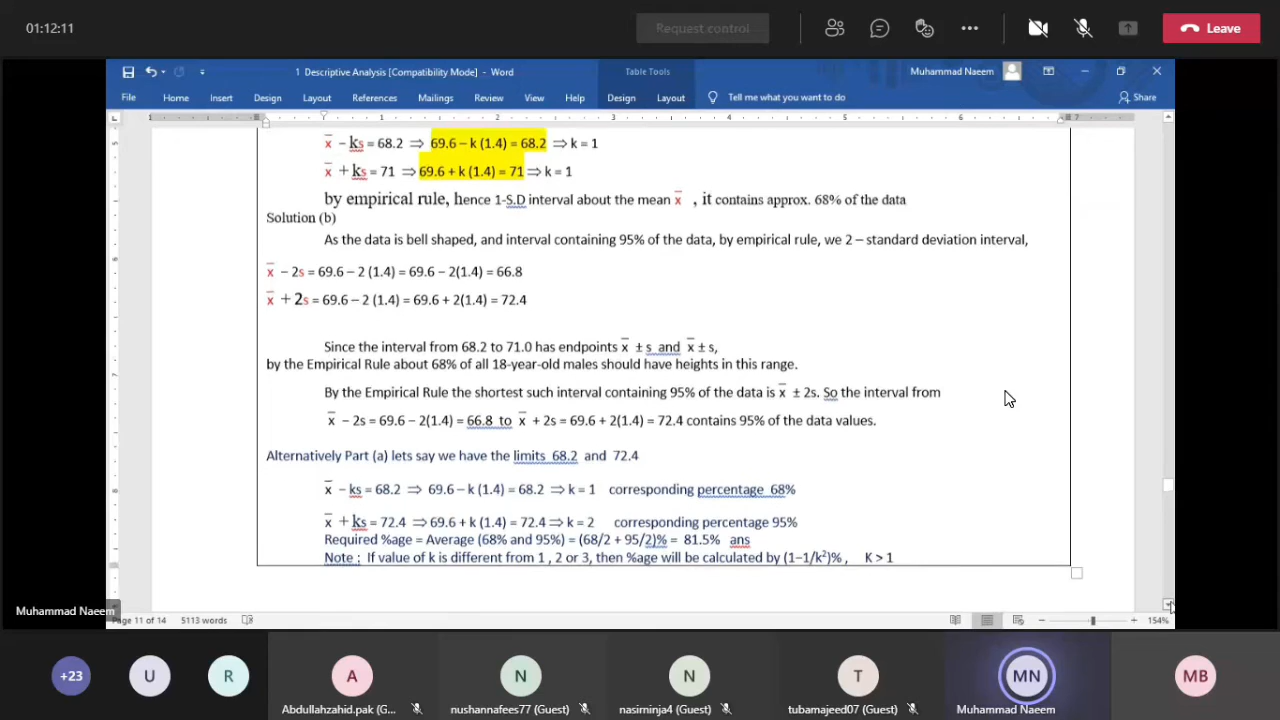 01:12:11
Request control
Leave
1 Descriptive Analysis [Compatibility Mode] - Word
Table Tools
Muhammad Naeem
File Home Insert Design Layout References Mailings Review View Help Design Layout Tell me what you want to do Share
1 2 3 4 5 6 7
x̅ – ks = 68.2 ⇒ 69.6 – k (1.4) = 68.2 ⇒ k = 1
x̅ + ks = 71 ⇒ 69.6 + k (1.4) = 71 ⇒ k = 1
by empirical rule, hence 1-S.D interval about the mean x̅ , it contains approx. 68% of the data
Solution (b)
As the data is bell shaped, and interval containing 95% of the data, by empirical rule, we 2 – standard deviation interval,
x̅ – 2s = 69.6 – 2 (1.4) = 69.6 – 2(1.4) = 66.8
x̅ + 2s = 69.6 – 2 (1.4) = 69.6 + 2(1.4) = 72.4
Since the interval from 68.2 to 71.0 has endpoints x̅ ± s and x̅ ± s,
by the Empirical Rule about 68% of all 18-year-old males should have heights in this range.
By the Empirical Rule the shortest such interval containing 95% of the data is x̅ ± 2s. So the interval from
x̅ – 2s = 69.6 – 2(1.4) = 66.8 to x̅ + 2s = 69.6 + 2(1.4) = 72.4 contains 95% of the data values.
Alternatively Part (a) lets say we have the limits 68.2 and 72.4
x̅ – ks = 68.2 ⇒ 69.6 – k (1.4) = 68.2 ⇒ k = 1 corresponding percentage 68%
x̅ + ks = 72.4 ⇒ 69.6 + k (1.4) = 72.4 ⇒ k = 2 corresponding percentage 95%
Required %age = Average (68% and 95%) = (68/2 + 95/2)% = 81.5% ans
Note ; If value of k is different from 1 , 2 or 3, then %age will be calculated by (1–1/k²)% , K > 1
Muhammad Naeem
Page 11 of 14 5113 words
154%
+23 U R A N N T MN MB
Abdullahzahid.pak (G... nushannafees77 (Guest) nasirninja4 (Guest) tubamajeed07 (Guest) Muhammad Naeem